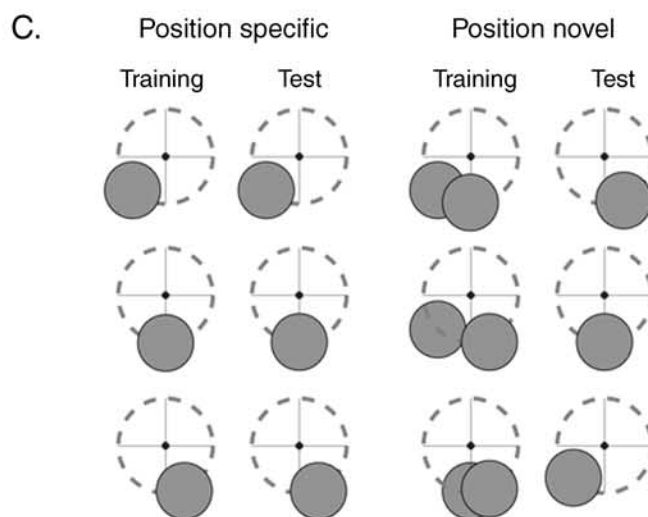 C.
Position specific
Position novel
Training
Test
Training
Test